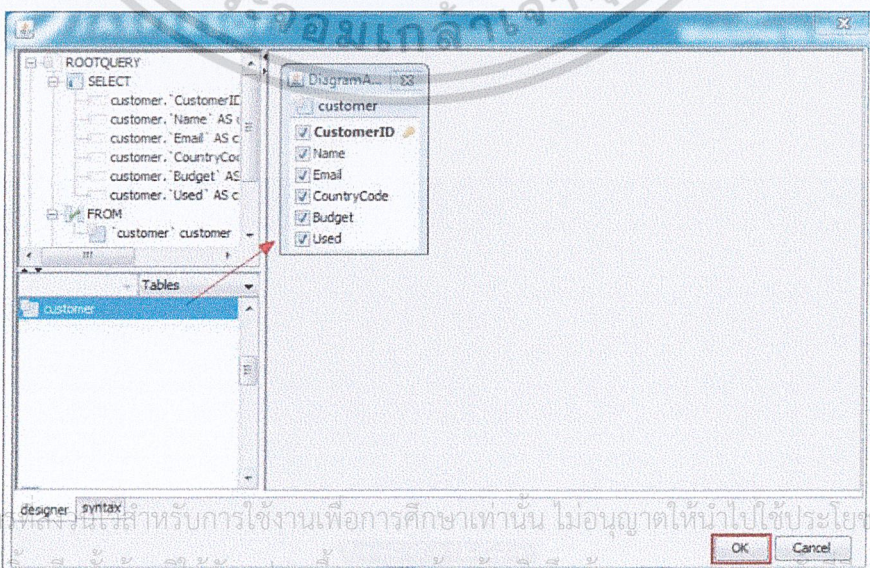 ROOTQUERY
SELECT
customer.`CustomerID
customer.`Name` AS c
customer.`Email` AS c
customer.`CountryCod
customer.`Budget` AS
customer.`Used` AS c
FROM
`customer` customer
Tables
customer
DiagramA...
customer
CustomerID
Name
Email
CountryCode
Budget
Used
designer syntax
สำหรับการใช้งานเพื่อการศึกษาเท่านั้น ไม่อนุญาตให้นำไปใช้ประโยช
OK Cancel